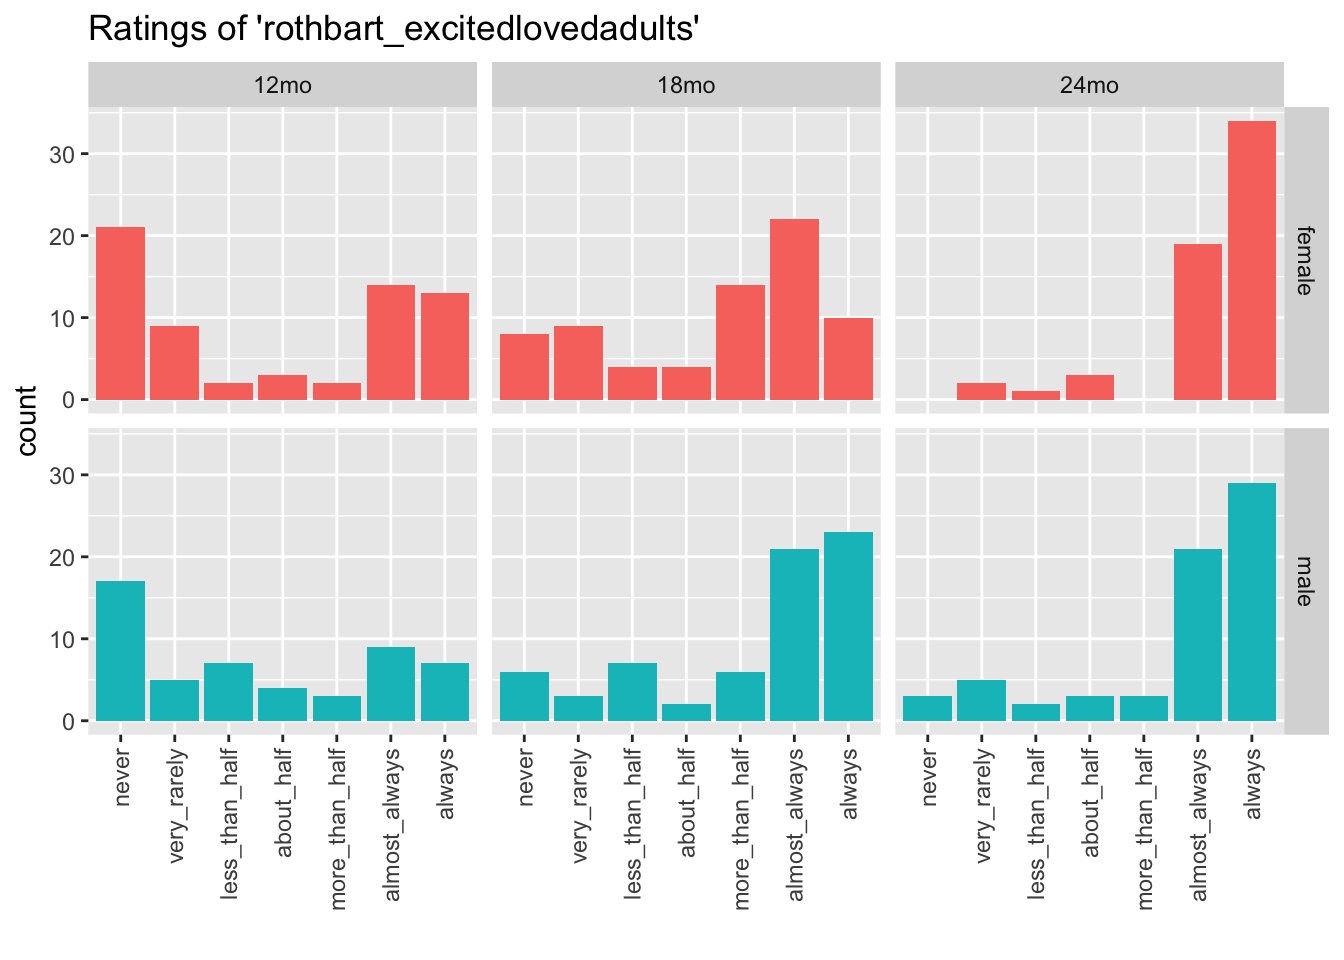 Ratings of 'rothbart_excitedlovedadults'
12mo 18mo 24mo
30
20
10
0
female
count
30
20
10
0
male
never very_rarely less_than_half about_half more_than_half almost_always always never very_rarely less_than_half about_half more_than_half almost_always always never very_rarely less_than_half about_half more_than_half almost_always always